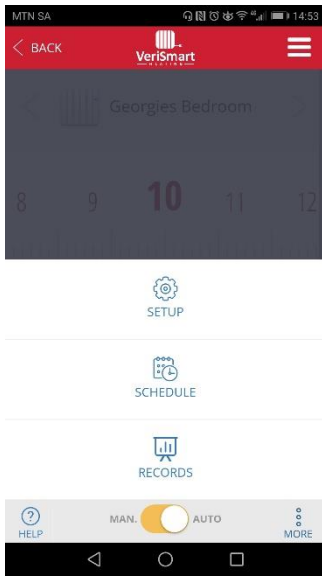 MTN SA 4G 14:53
BACK
VeriSmart
HEATING
Georgies Bedroom
8 9 10 11 12
SETUP
SCHEDULE
RECORDS
HELP MAN. AUTO MORE